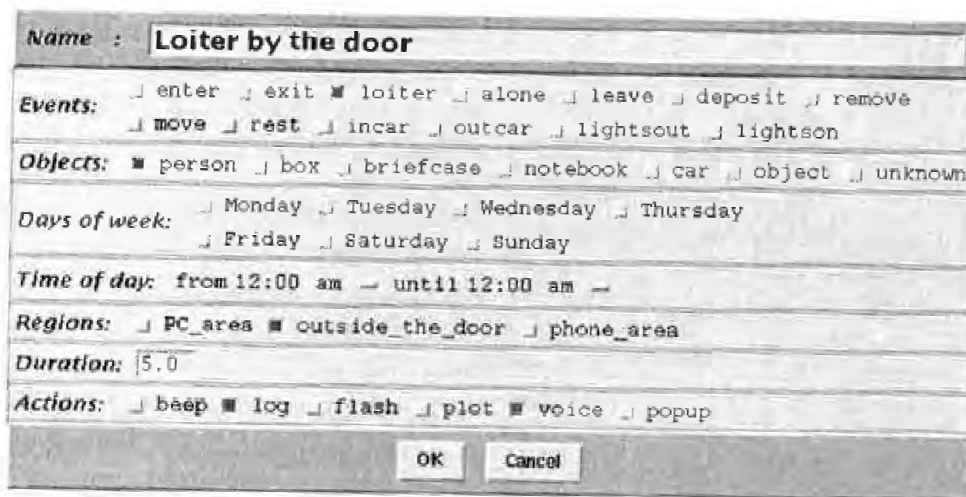 Name : Loiter by the door
Events: enter exit loiter alone leave deposit remove
move rest incar outcar lightsout lightson
Objects: person box briefcase notebook car object unknown
Days of week: Monday Tuesday Wednesday Thursday
Friday Saturday Sunday
Time of day: from 12:00 am until 12:00 am
Regions: PC_area outside_the_door phone_area
Duration: 5.0
Actions: beep log flash plot voice popup
OK Cancel